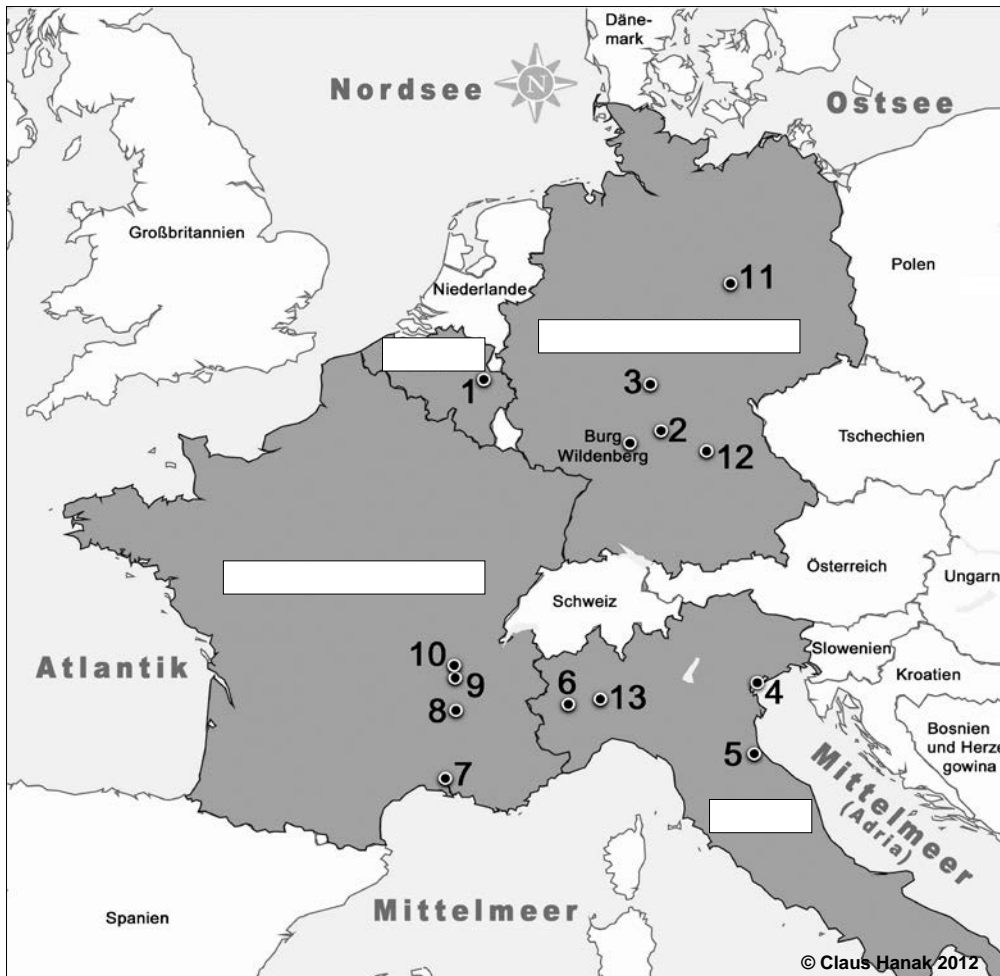 Däne-
mark
Nordsee
N
Ostsee
Großbritannien
Polen
Niederlande
11
1
3
Burg
Wildenberg
2
12
Tschechien
Österreich
Ungarn
Schweiz
Slowenien
Kroatien
Atlantik
10
9
8
6
13
4
Bosnien
und Herze
gowina
5
7
Mittelmeer
(Adria)
Mittelmeer
Spanien
© Claus Hanak 2012